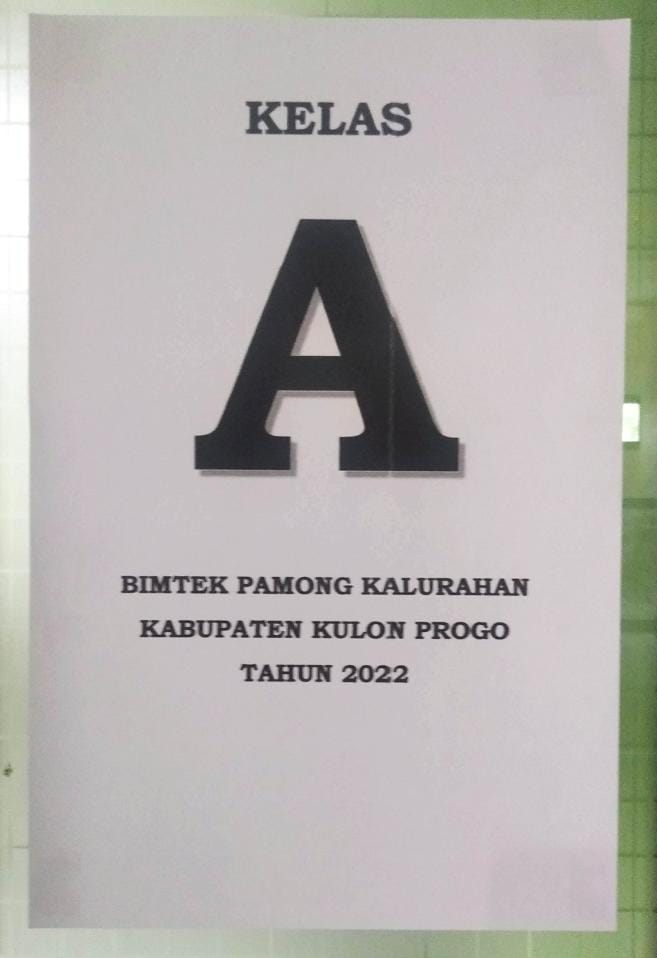 KELAS
A
BIMTEK PAMONG KALURAHAN
KABUPATEN KULON PROGO
TAHUN 2022